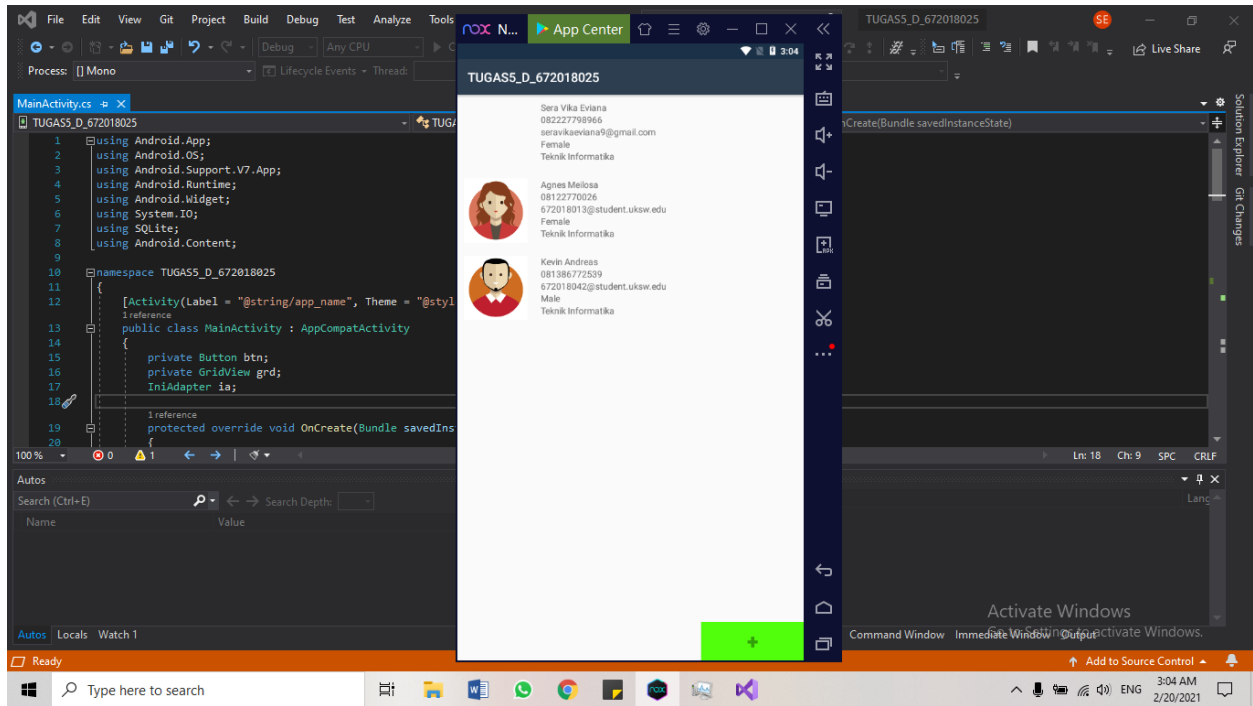 File Edit View Git Project Build Debug Test Analyze Tools
TUGAS5_D_672018025
SE
Debug
Any CPU
Live Share
Process: [] Mono
Lifecycle Events
Thread:
MainActivity.cs
TUGAS5_D_672018025
TUGA
nCreate(Bundle savedInstanceState)
1 using Android.App;
2 using Android.OS;
3 using Android.Support.V7.App;
4 using Android.Runtime;
5 using Android.Widget;
6 using System.IO;
7 using SQLite;
8 using Android.Content;
9
10 namespace TUGAS5_D_672018025
11 {
12 [Activity(Label = "@string/app_name", Theme = "@styl
1 reference
13 public class MainActivity : AppCompatActivity
14 {
15 private Button btn;
16 private GridView grd;
17 IniAdapter ia;
18
1 reference
19 protected override void OnCreate(Bundle savedIns
20 {
100 % 0 1
Ln: 18 Ch: 9 SPC CRLF
Autos
Search (Ctrl+E)
Search Depth:
Name Value
Lang
Autos Locals Watch 1
Command Window Immediate Window Output
Ready
Add to Source Control
Solution Explorer
Git Changes
nox N...
App Center
3:04
TUGAS5_D_672018025
Sera Vika Eviana
082227798966
seravikaeviana9@gmail.com
Female
Teknik Informatika
Agnes Meilosa
08122770026
672018013@student.uksw.edu
Female
Teknik Informatika
Kevin Andreas
081386772539
672018042@student.uksw.edu
Male
Teknik Informatika
+
Activate Windows
Go to Settings to activate Windows.
Type here to search
ENG
3:04 AM
2/20/2021